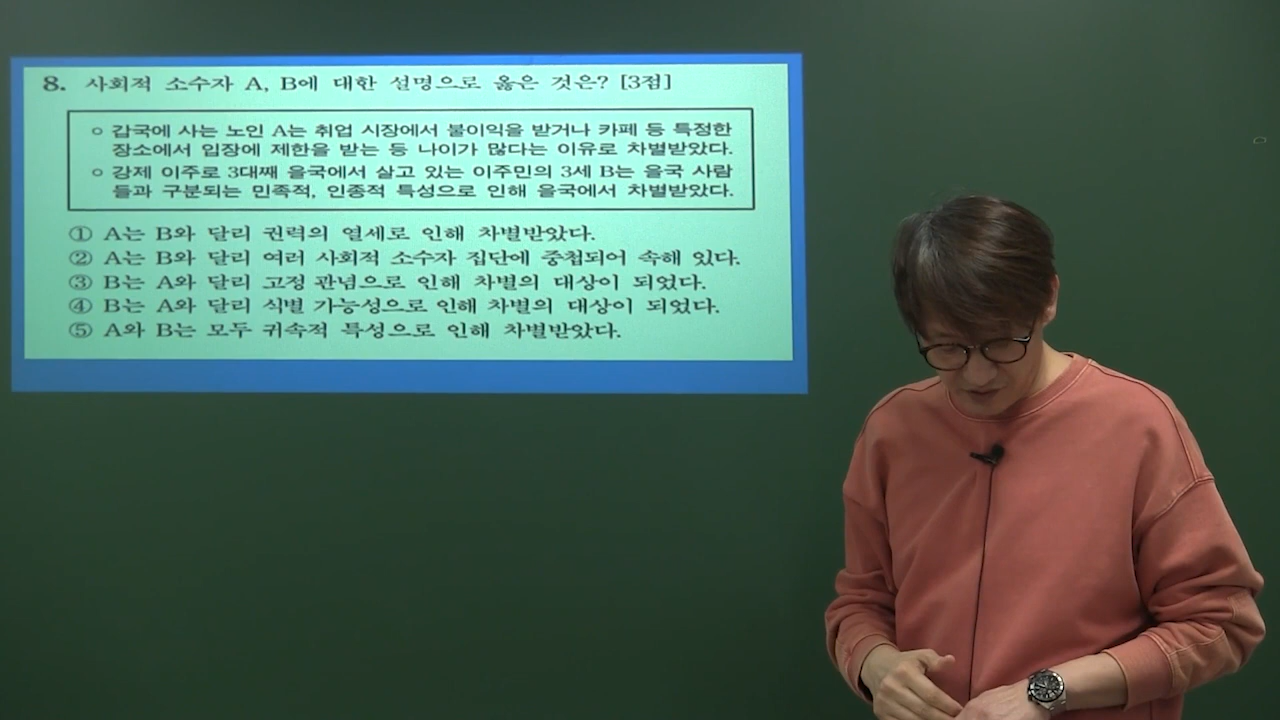 8. 사회적 소수자 A, B에 대한 설명으로 옳은 것은? [3점]
○ 갑국에 사는 노인 A는 취업 시장에서 불이익을 받거나 카페 등 특정한
장소에서 입장에 제한을 받는 등 나이가 많다는 이유로 차별받았다.
○ 강제 이주로 3대째 을국에서 살고 있는 이주민의 3세 B는 을국 사람
들과 구분되는 민족적, 인종적 특성으로 인해 을국에서 차별받았다.
① A는 B와 달리 권력의 열세로 인해 차별받았다.
② A는 B와 달리 여러 사회적 소수자 집단에 중첩되어 속해 있다.
③ B는 A와 달리 고정 관념으로 인해 차별의 대상이 되었다.
④ B는 A와 달리 식별 가능성으로 인해 차별의 대상이 되었다.
⑤ A와 B는 모두 귀속적 특성으로 인해 차별받았다.